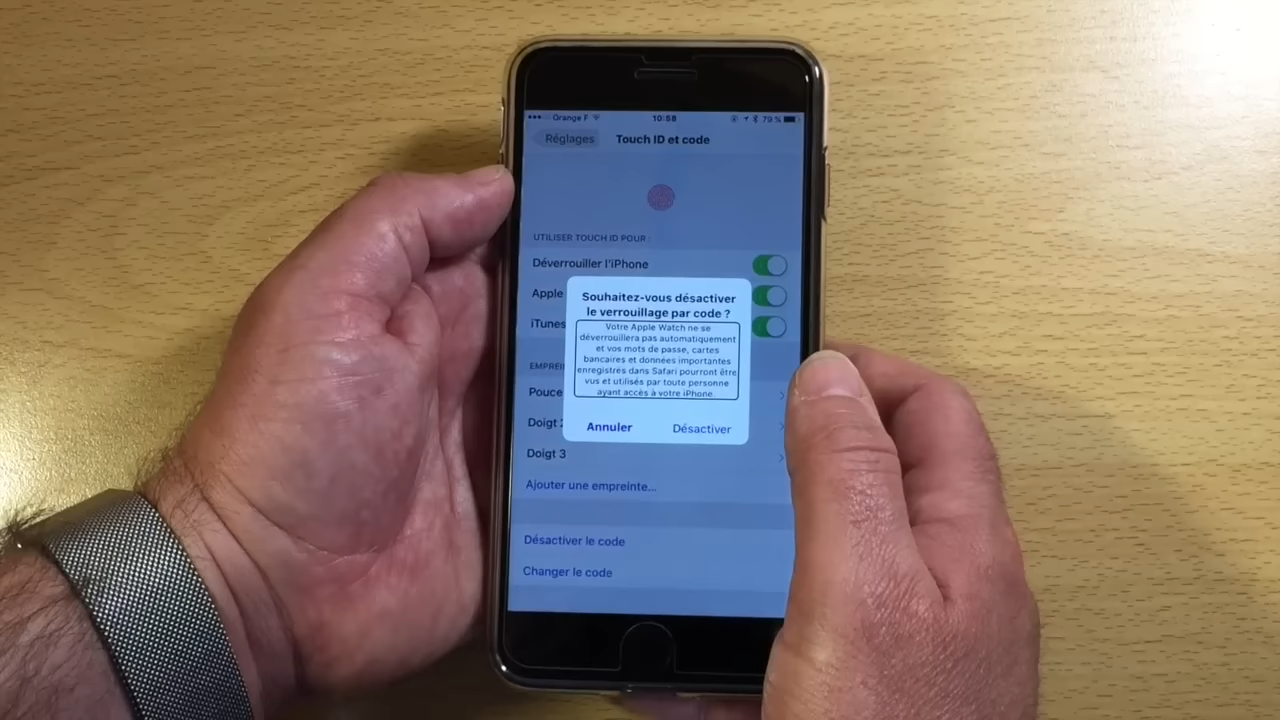 Orange F 10:58 79 %
Réglages Touch ID et code
UTILISER TOUCH ID POUR :
Déverrouiller l'iPhone
Apple
iTunes
Souhaitez-vous désactiver
le verrouillage par code ?
Votre Apple Watch ne se
déverrouillera pas automatiquement
et vos mots de passe, cartes
bancaires et données importantes
enregistrés dans Safari pourront être
vus et utilisés par toute personne
ayant accès à votre iPhone.
Annuler Désactiver
EMPREI
Pouce
Doigt 2
Doigt 3
Ajouter une empreinte...
Désactiver le code
Changer le code